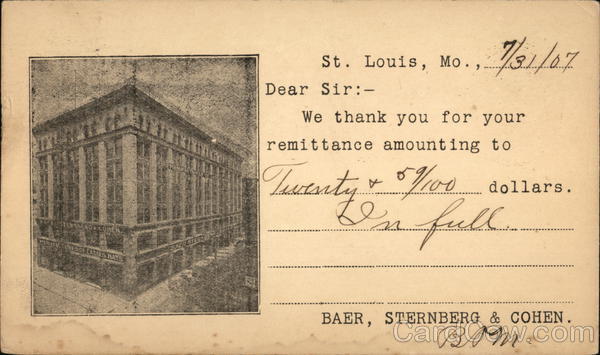 St. Louis, Mo., 7/31/07
Dear Sir:-
We thank you for your
remittance amounting to
Twenty & 59/100 dollars.
In full.
BAER, STERNBERG & COHEN.
CardCow.com